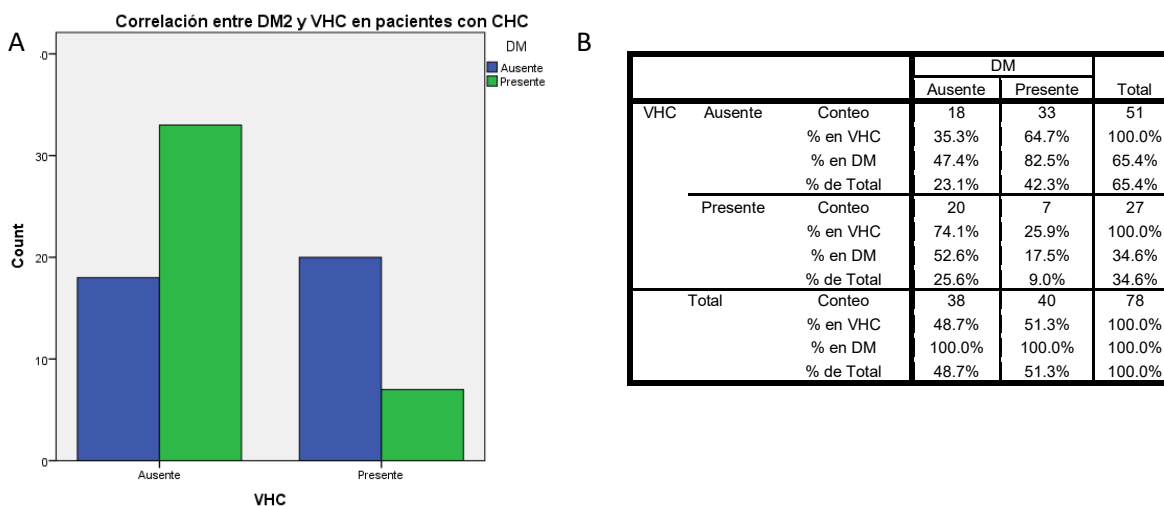 Correlación entre DM2 y VHC en pacientes con CHC
A
DM
Ausente
Presente
40
30
20
10
0
Count
Ausente Presente
VHC
B
DM
Ausente Presente Total
VHC Ausente Conteo 18 33 51
% en VHC 35.3% 64.7% 100.0%
% en DM 47.4% 82.5% 65.4%
% de Total 23.1% 42.3% 65.4%
Presente Conteo 20 7 27
% en VHC 74.1% 25.9% 100.0%
% en DM 52.6% 17.5% 34.6%
% de Total 25.6% 9.0% 34.6%
Total Conteo 38 40 78
% en VHC 48.7% 51.3% 100.0%
% en DM 100.0% 100.0% 100.0%
% de Total 48.7% 51.3% 100.0%